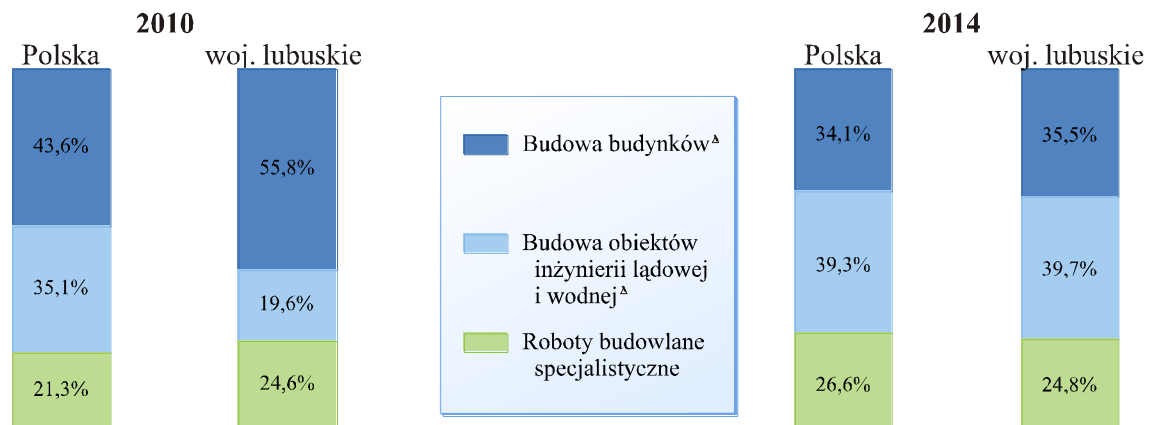 2010
Polska
woj. lubuskie
43,6%
35,1%
21,3%
55,8%
19,6%
24,6%
Budowa budynków Δ
Budowa obiektów
inżynierii lądowej
i wodnej Δ
Roboty budowlane
specjalistyczne
2014
Polska
woj. lubuskie
34,1%
39,3%
26,6%
35,5%
39,7%
24,8%